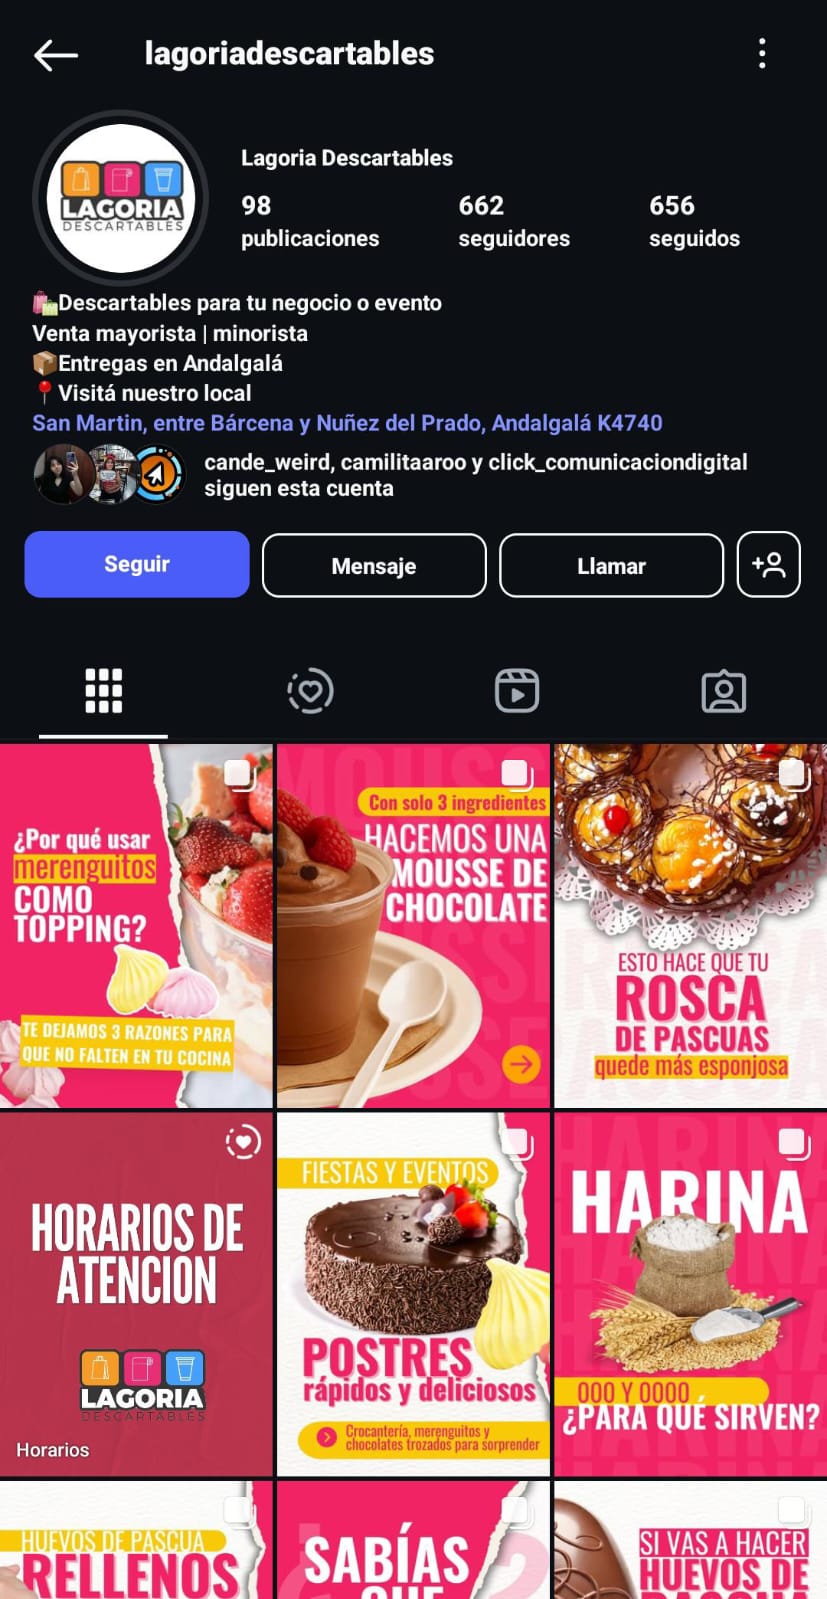 lagoriadescartables
LAGORIA
DESCARTABLES
Lagoria Descartables
98
publicaciones
662
seguidores
656
seguidos
Descartables para tu negocio o evento
Venta mayorista | minorista
Entregas en Andalgalá
Visitá nuestro local
San Martin, entre Bárcena y Nuñez del Prado, Andalgalá K4740
cande_weird, camilitaaroo y click_comunicaciondigital
siguen esta cuenta
Seguir
Mensaje
Llamar
¿Por qué usar
merenguitos
COMO
TOPPING?
TE DEJAMOS 3 RAZONES PARA
QUE NO FALTEN EN TU COCINA
Con solo 3 ingredientes
HACEMOS UNA
MOUSSE DE
CHOCOLATE
ESTO HACE QUE TU
ROSCA
DE PASCUAS
quede más esponjosa
HORARIOS DE
ATENCION
LAGORIA
DESCARTABLES
Horarios
FIESTAS Y EVENTOS
POSTRES
rápidos y deliciosos
Crocantería, merenguitos y
chocolates trozados para sorprender
HARINA
000 Y 0000
¿PARA QUÉ SIRVEN?
HUEVOS DE PASCUA
RELLENOS
SABÍAS
QUE
SI VAS A HACER
HUEVOS DE
PASCUA